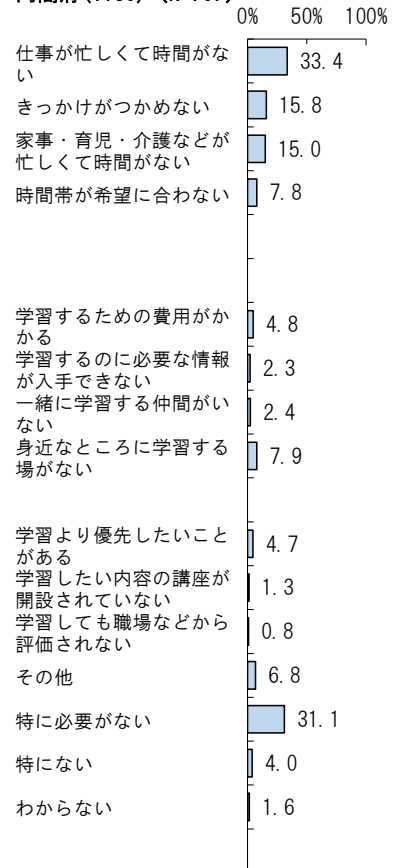 0% 50% 100%
仕事が忙しくて時間がな
い
33.4
きっかけがつかめない
15.8
家事・育児・介護などが
忙しくて時間がない
15.0
時間帯が希望に合わない
7.8
学習するための費用がか
かる
4.8
学習するのに必要な情報
が入手できない
2.3
一緒に学習する仲間がい
ない
2.4
身近なところに学習する
場がない
7.9
学習より優先したいこと
がある
4.7
学習したい内容の講座が
開設されていない
1.3
学習しても職場などから
評価されない
0.8
その他
6.8
特に必要がない
31.1
特にない
4.0
わからない
1.6